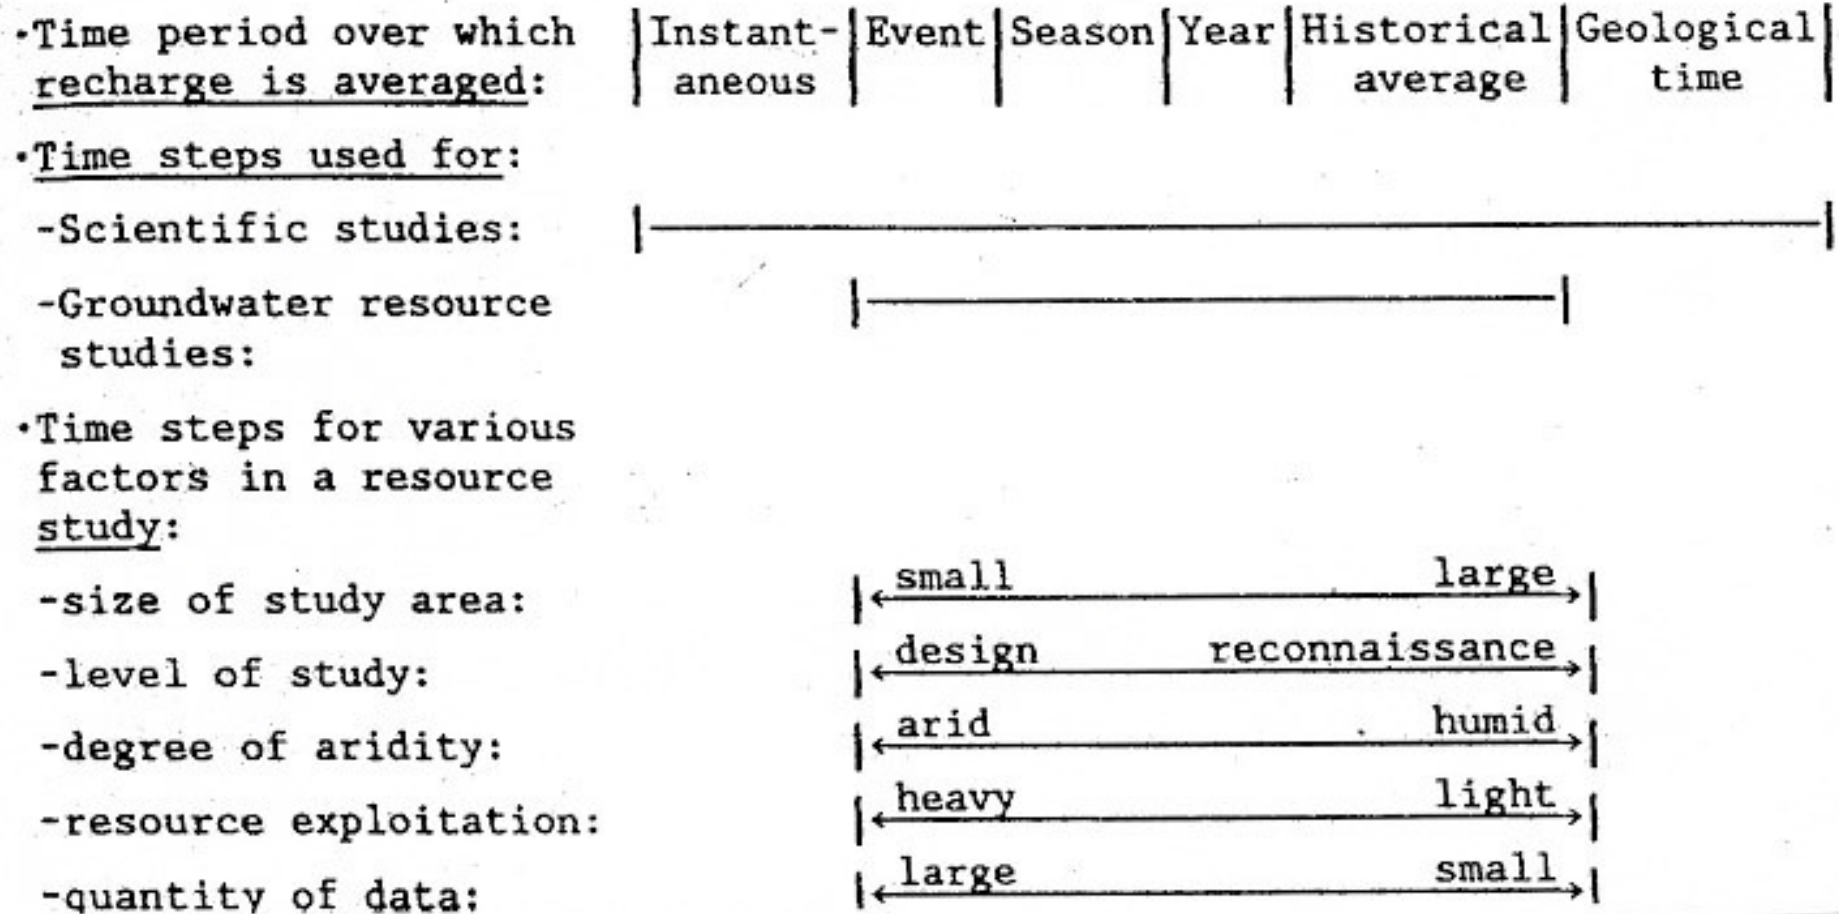 ·Time period over which |Instant-|Event|Season|Year|Historical|Geological|
recharge is averaged: | aneous | | | | average | time |
·Time steps used for:
-Scientific studies:
-Groundwater resource
studies:
·Time steps for various
factors in a resource
study:
-size of study area: small large
-level of study: design reconnaissance
-degree of aridity: arid humid
-resource exploitation: heavy light
-quantity of data: large small